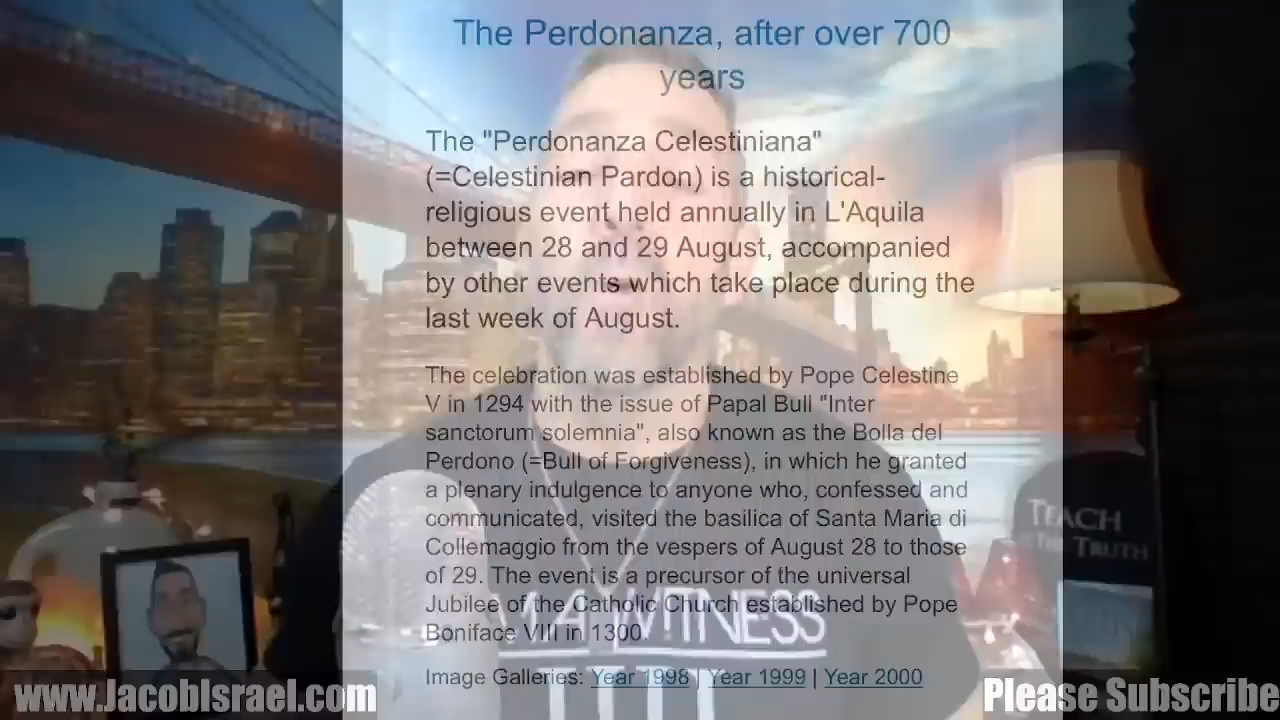 The Perdonanza, after over 700
years
The "Perdonanza Celestiniana"
(=Celestinian Pardon) is a historical-
religious event held annually in L'Aquila
between 28 and 29 August, accompanied
by other events which take place during the
last week of August.
The celebration was established by Pope Celestine
V in 1294 with the issue of Papal Bull "Inter
sanctorum solemnia", also known as the Bolla del
Perdono (=Bull of Forgiveness), in which he granted
a plenary indulgence to anyone who, confessed and
communicated, visited the basilica of Santa Maria di
Collemaggio from the vespers of August 28 to those
of 29. The event is a precursor of the universal
Jubilee of the Catholic Church established by Pope
Boniface VIII in 1300.
Image Galleries: Year 1998 | Year 1999 | Year 2000
TEACH
THE TRUTH
WITNESS
www.JacobIsrael.com
Please Subscribe